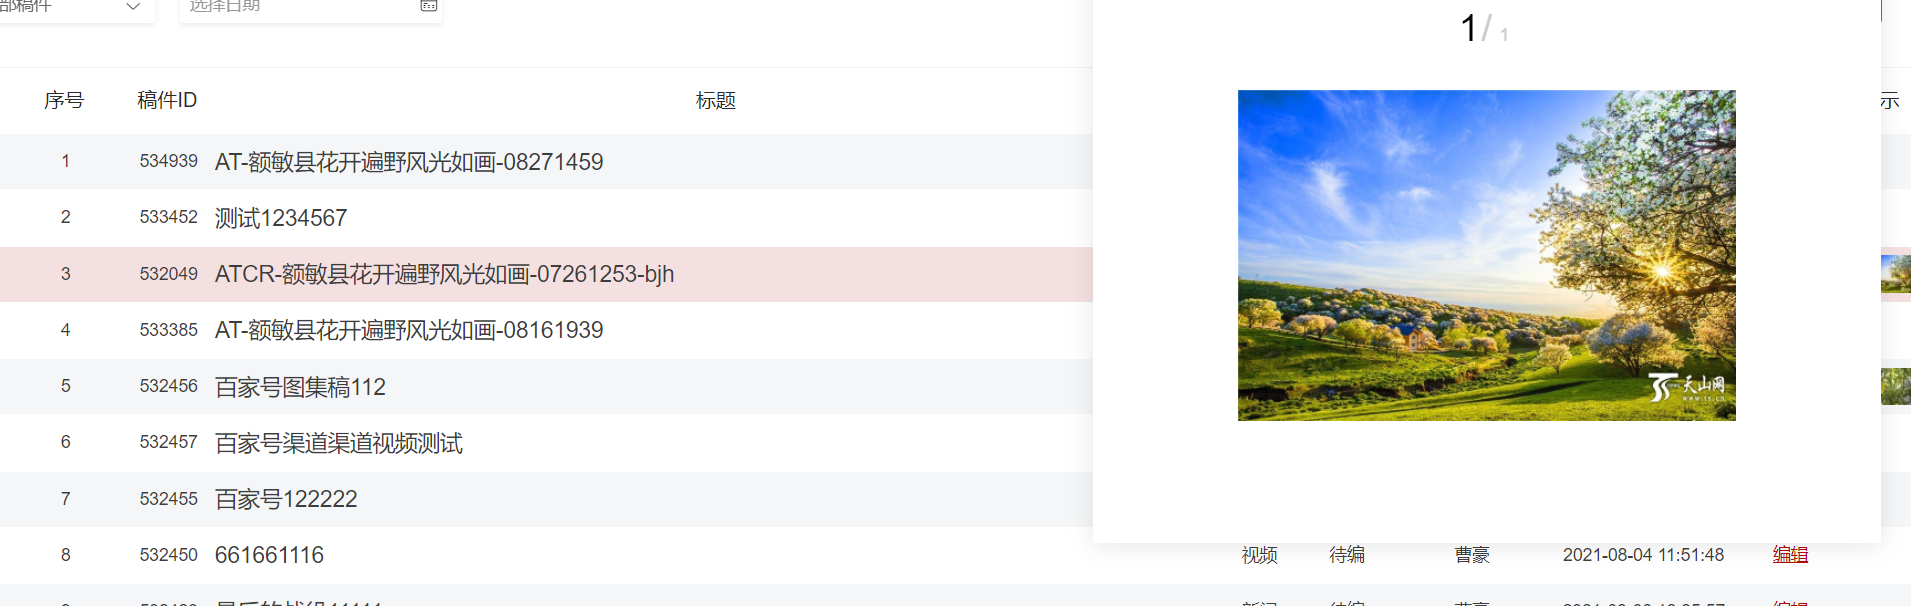 部稿件 选择日期
1/ 1
序号 稿件ID 标题 示
1 534939 AT-额敏县花开遍野风光如画-08271459
2 533452 测试1234567
3 532049 ATCR-额敏县花开遍野风光如画-07261253-bjh
4 533385 AT-额敏县花开遍野风光如画-08161939
天山网
www.ts.cn
5 532456 百家号图集稿112
6 532457 百家号渠道渠道视频测试
7 532455 百家号122222
8 532450 661661116 视频 待编 曹豪 2021-08-04 11:51:48 编辑